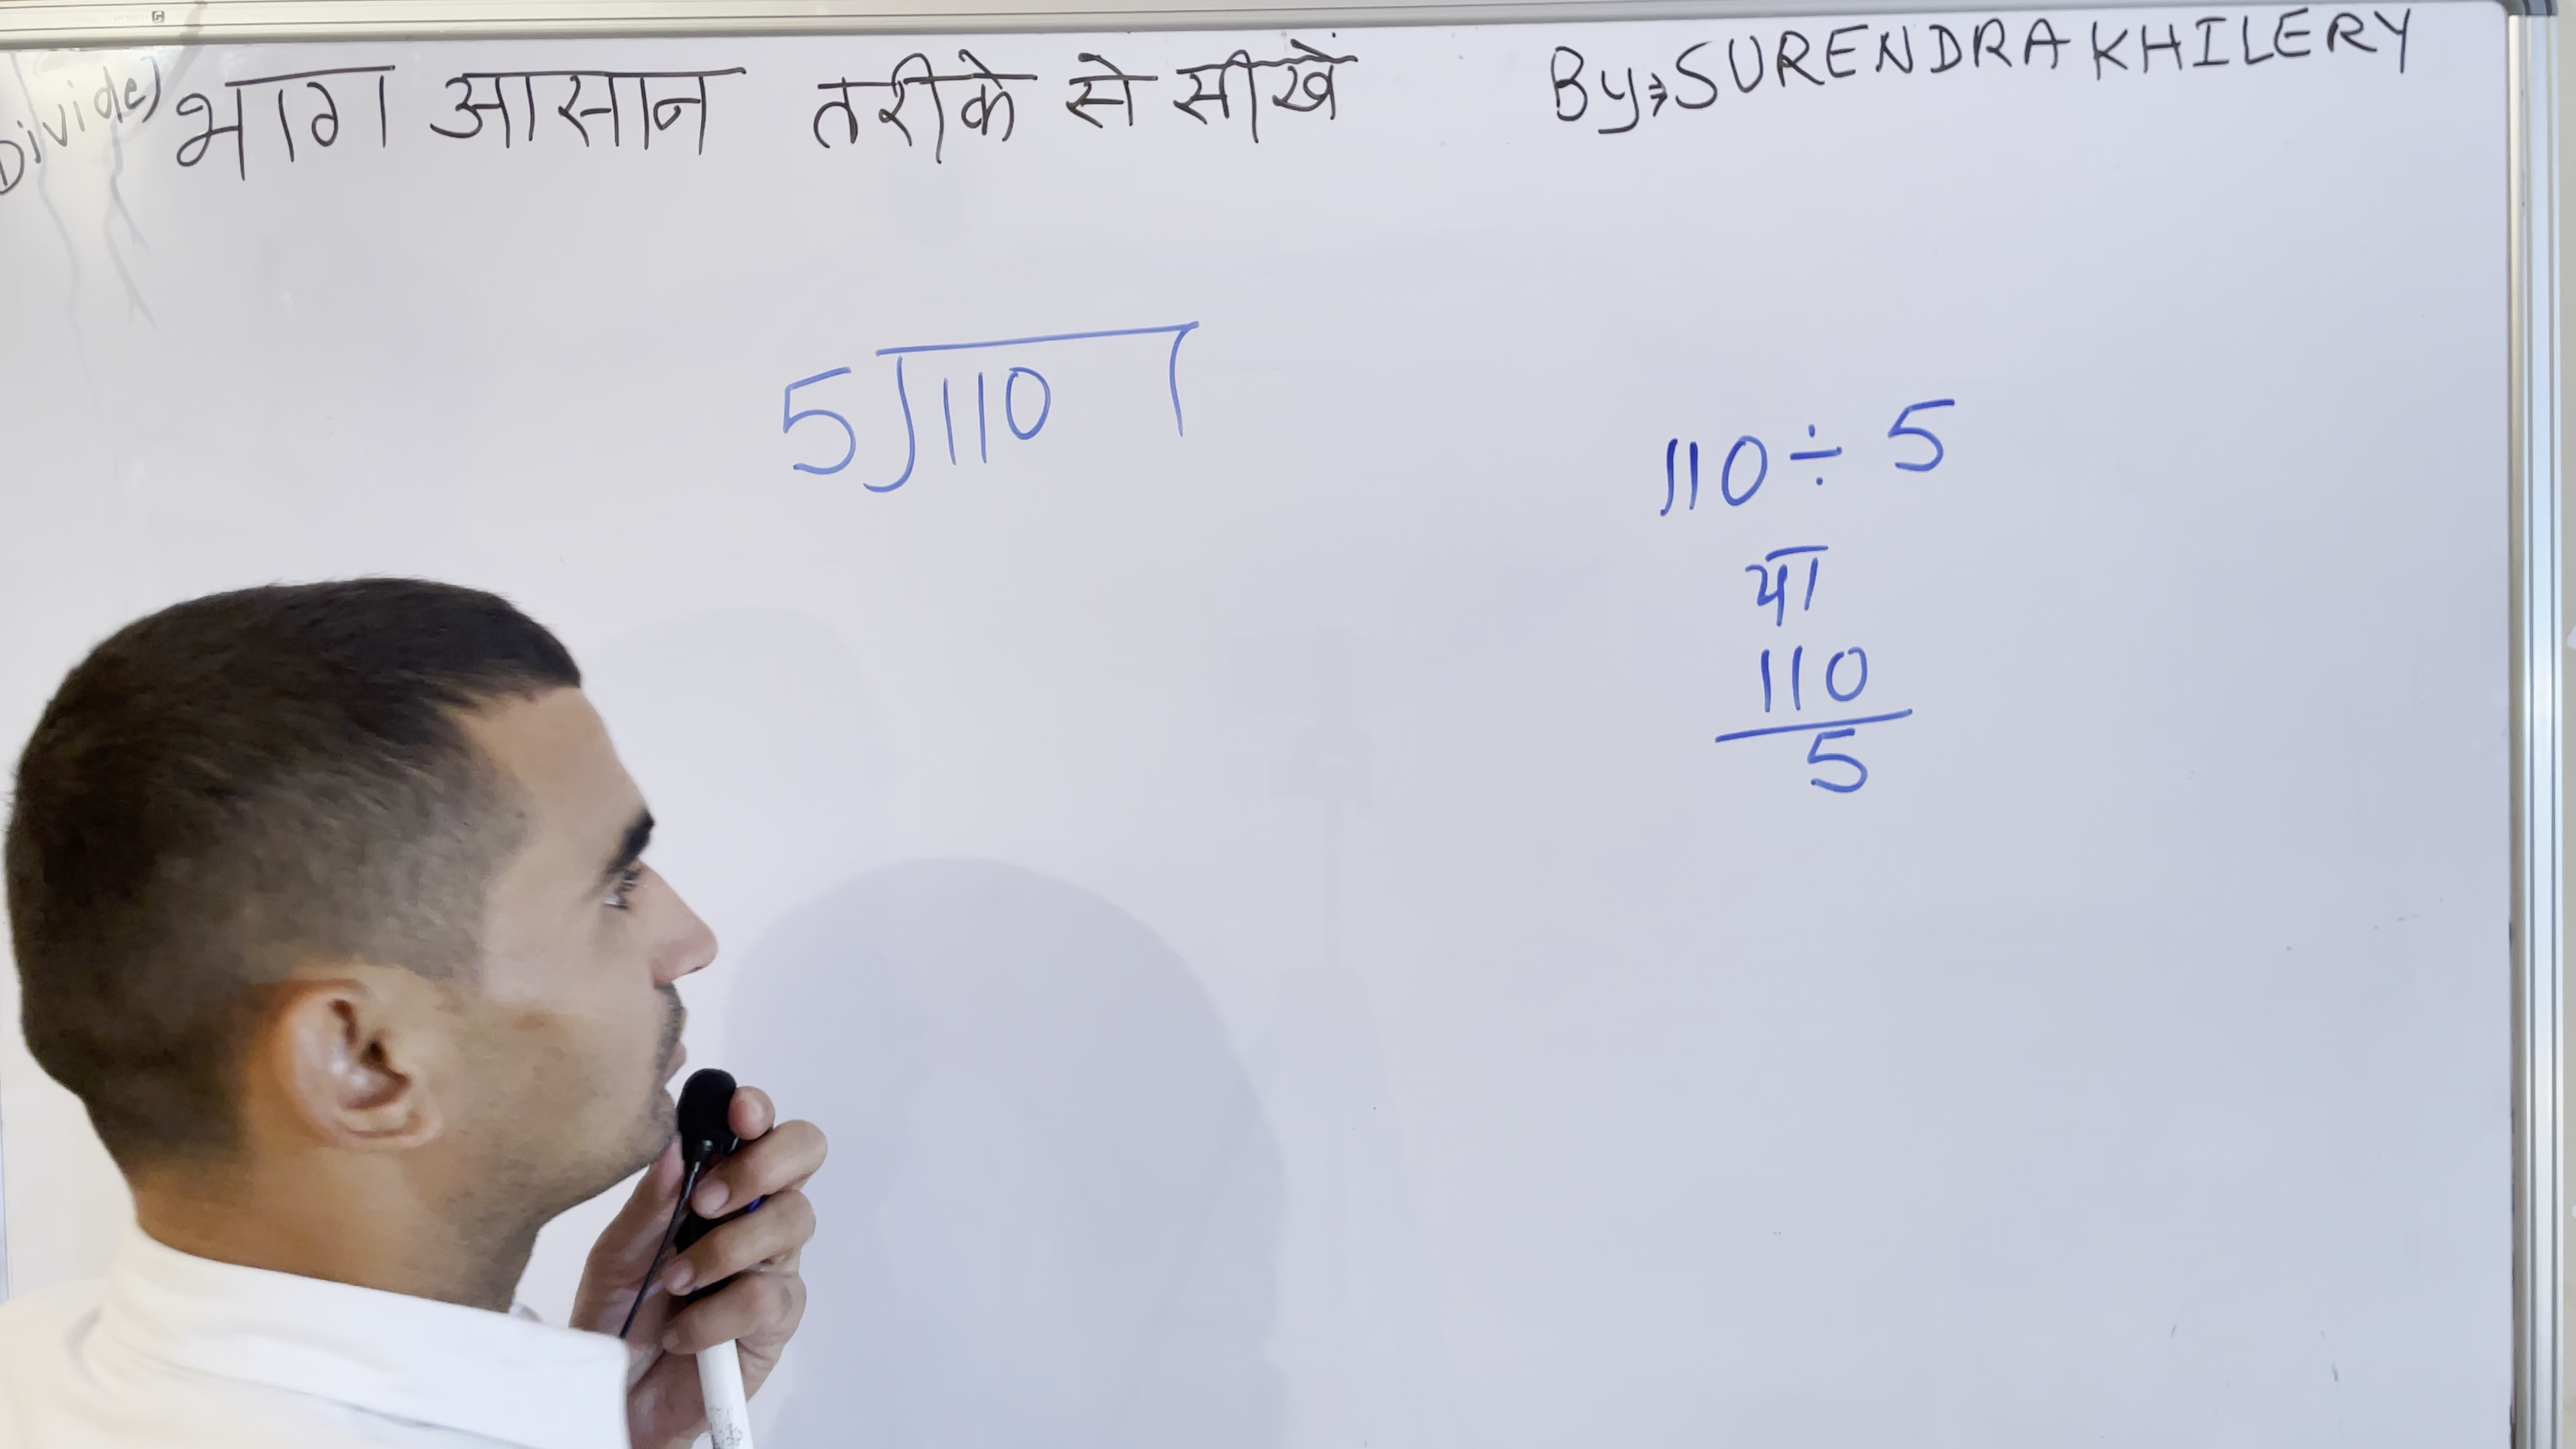 Divide) भाग आसान तरीके से सीखें By⇒SURENDRA KHILERY
5)110(
110 ÷ 5
या
110
5